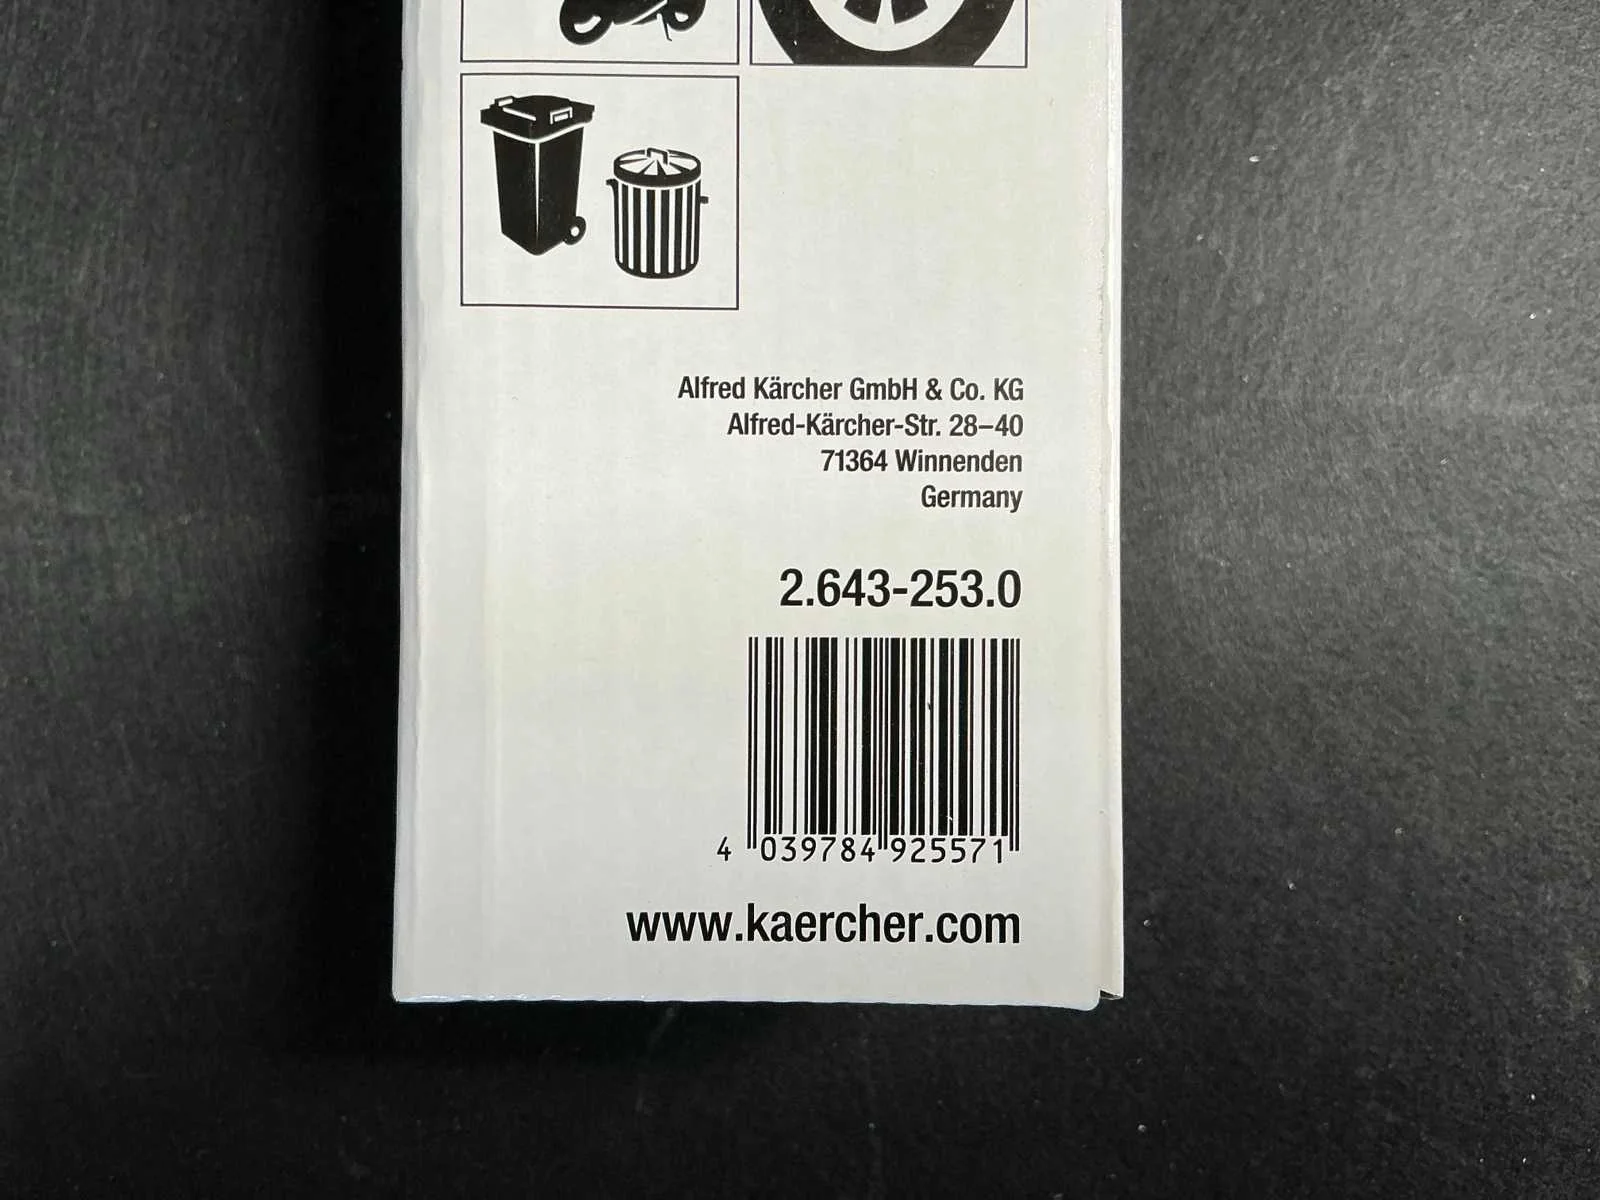 Alfred Kärcher GmbH & Co. KG
Alfred-Kärcher-Str. 28–40
71364 Winnenden
Germany
2.643-253.0
4 039784 925571
www.kaercher.com